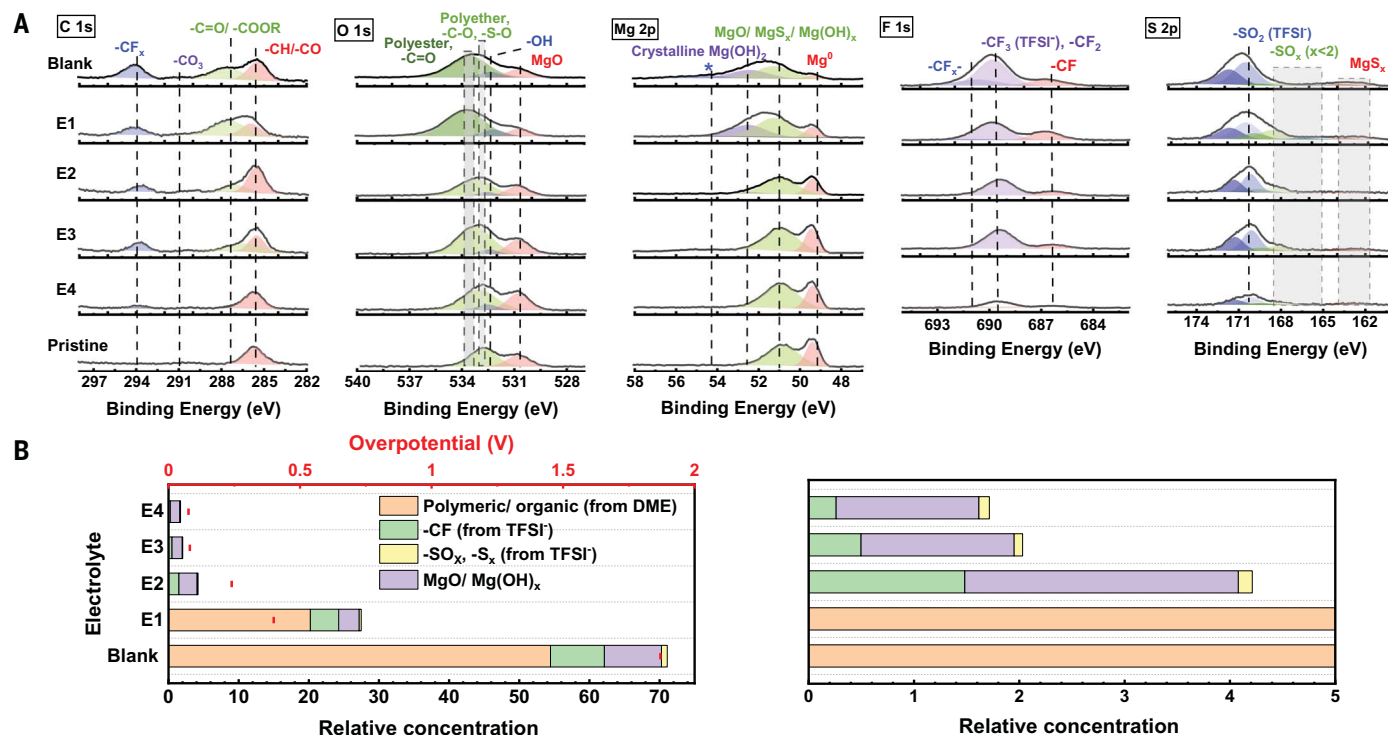 A
C 1s
-CFₓ
-CO₃
-C=O/ -COOR
-CH/-CO
O 1s
Polyester,
-C=O
Polyether,
-C-O, -S-O
-OH
MgO
Mg 2p
MgO/ MgSₓ/ Mg(OH)ₓ
Crystalline Mg(OH)₂
*
Mg⁰
F 1s
-CF₃ (TFSI⁻), -CF₂
-CFₓ-
-CF
S 2p
-SO₂ (TFSI⁻)
-SOₓ (x<2)
MgSₓ
Blank
E1
E2
E3
E4
Pristine
297 294 291 288 285 282
Binding Energy (eV)
540 537 534 531 528
Binding Energy (eV)
58 56 54 52 50 48
Binding Energy (eV)
693 690 687 684
Binding Energy (eV)
174 171 168 165 162
Binding Energy (eV)
B
Overpotential (V)
0 0.5 1 1.5 2
Electrolyte
E4
E3
E2
E1
Blank
Polymeric/ organic (from DME)
-CF (from TFSI⁻)
-SOₓ, -Sₓ (from TFSI⁻)
MgO/ Mg(OH)ₓ
0 10 20 30 40 50 60 70
Relative concentration
0 1 2 3 4 5
Relative concentration